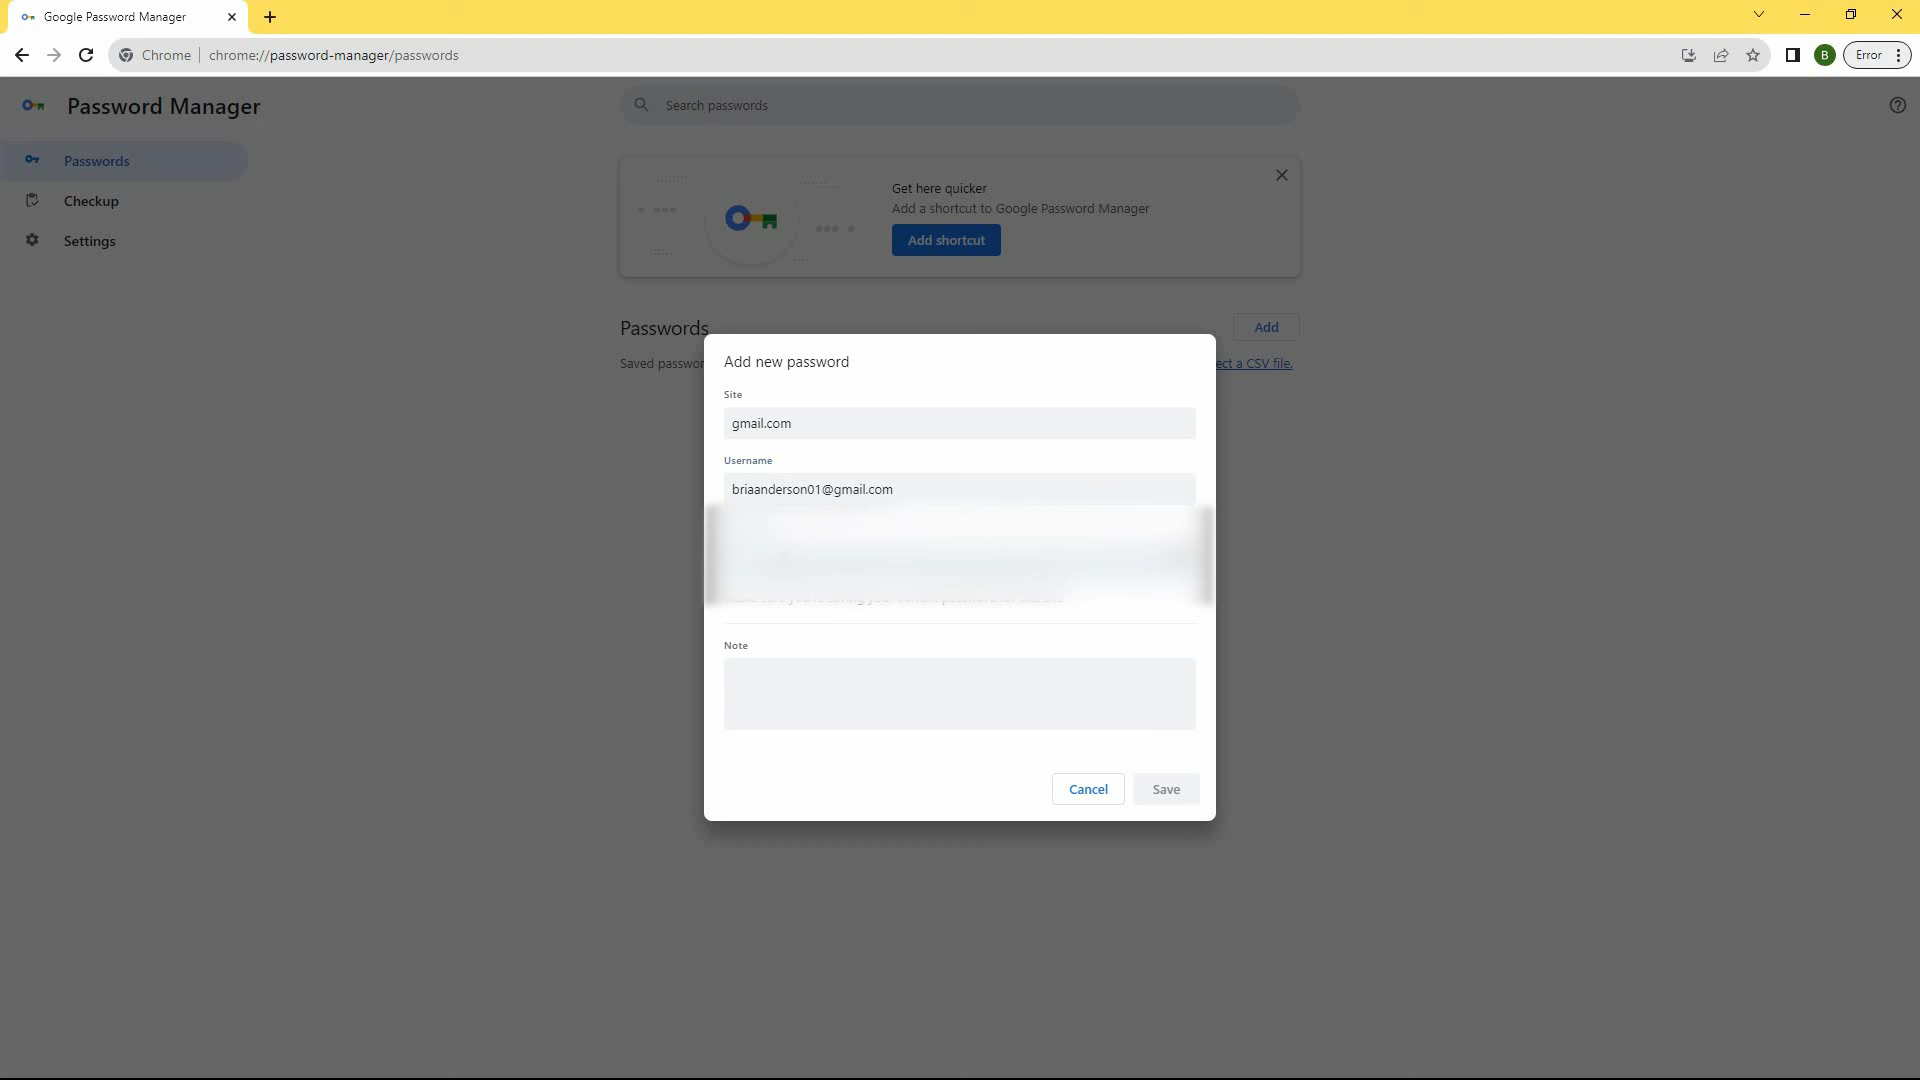 Google Password Manager
Chrome
chrome://password-manager/passwords
B
Error
Password Manager
Search passwords
Passwords
Checkup
Settings
Get here quicker
Add a shortcut to Google Password Manager
Add shortcut
Passwords
Add
Saved passwor
ect a CSV file.
Add new password
Site
gmail.com
Username
briaanderson01@gmail.com
Note
Cancel
Save